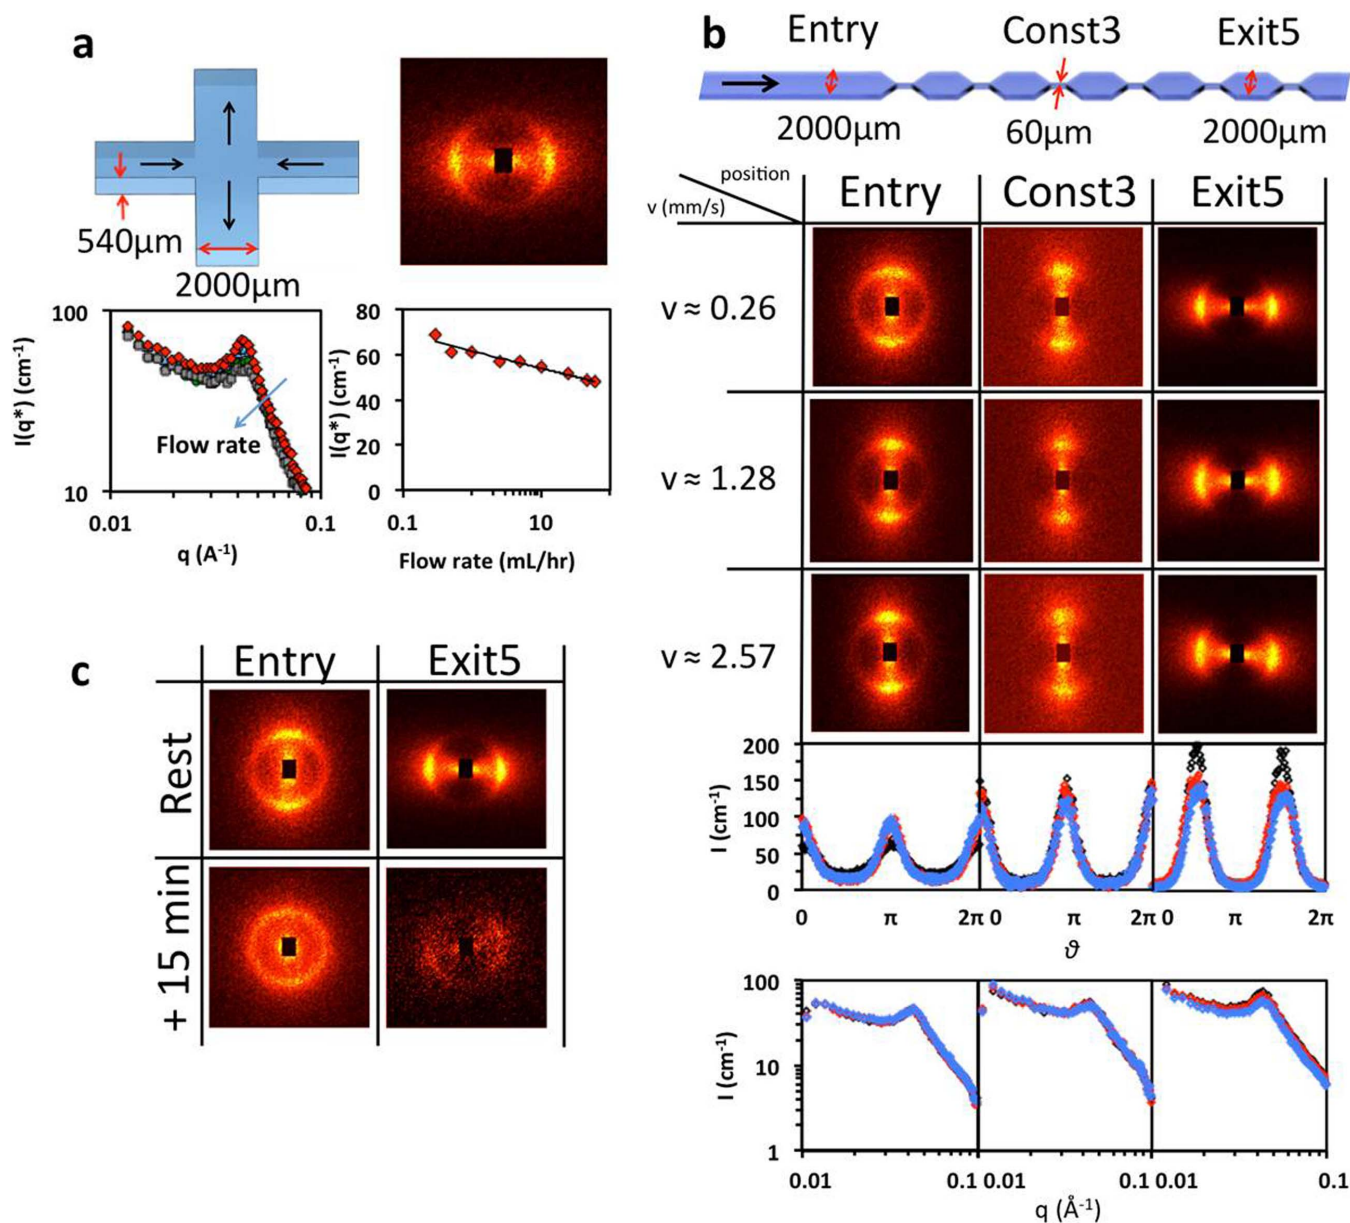 a
540µm
2000µm
100
10
I(q*) (cm-1)
Flow rate
0.01
0.1
q (A-1)
80
60
40
20
0
I(q*) (cm-1)
0.1
10
Flow rate (mL/hr)
b
Entry
Const3
Exit5
2000µm
60µm
2000µm
position
v (mm/s)
Entry
Const3
Exit5
v ≈ 0.26
v ≈ 1.28
v ≈ 2.57
200
150
100
50
0
I (cm-1)
0
π
2π
0
π
2π
0
π
2π
ϑ
100
10
1
I (cm-1)
0.01
0.1
0.01
0.1
0.01
0.1
q (Å-1)
c
Entry
Exit5
Rest
+ 15 min